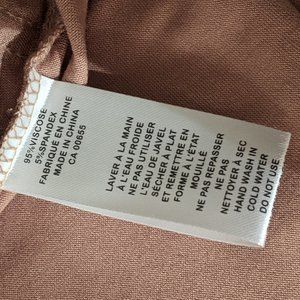 95%VISCOSE
5%SPANDEX
FABRIQUÉ EN CHINE
MADE IN CHINA
CA 00655
LAVER À LA MAIN
À L'EAU FROIDE
NE PAS UTILISER
L'EAU DE JAVEL
SÉCHER À PLAT
ET REMETTRE EN
FORME À L'ÉTAT
MOUILLÉ
NE PAS REPASSER
NE PAS
NETTOYER À SEC
HAND WASH IN
COLD WATER
DO NOT USE